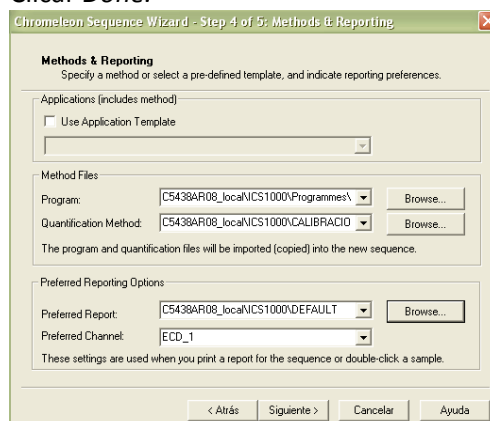 Chromeleon Sequence Wizard - Step 4 of 5: Methods & Reporting
Methods & Reporting
Specify a method or select a pre-defined template, and indicate reporting preferences.
Applications (includes method)
Use Application Template
Method Files
Program: C5438AR08_local\ICS1000\Programmes\ Browse...
Quantification Method: C5438AR08_local\ICS1000\CALIBRACIO Browse...
The program and quantification files will be imported (copied) into the new sequence.
Preferred Reporting Options
Preferred Report: C5438AR08_local\ICS1000\DEFAULT Browse...
Preferred Channel: ECD_1
These settings are used when you print a report for the sequence or double-click a sample.
< Atrás Siguiente > Cancelar Ayuda